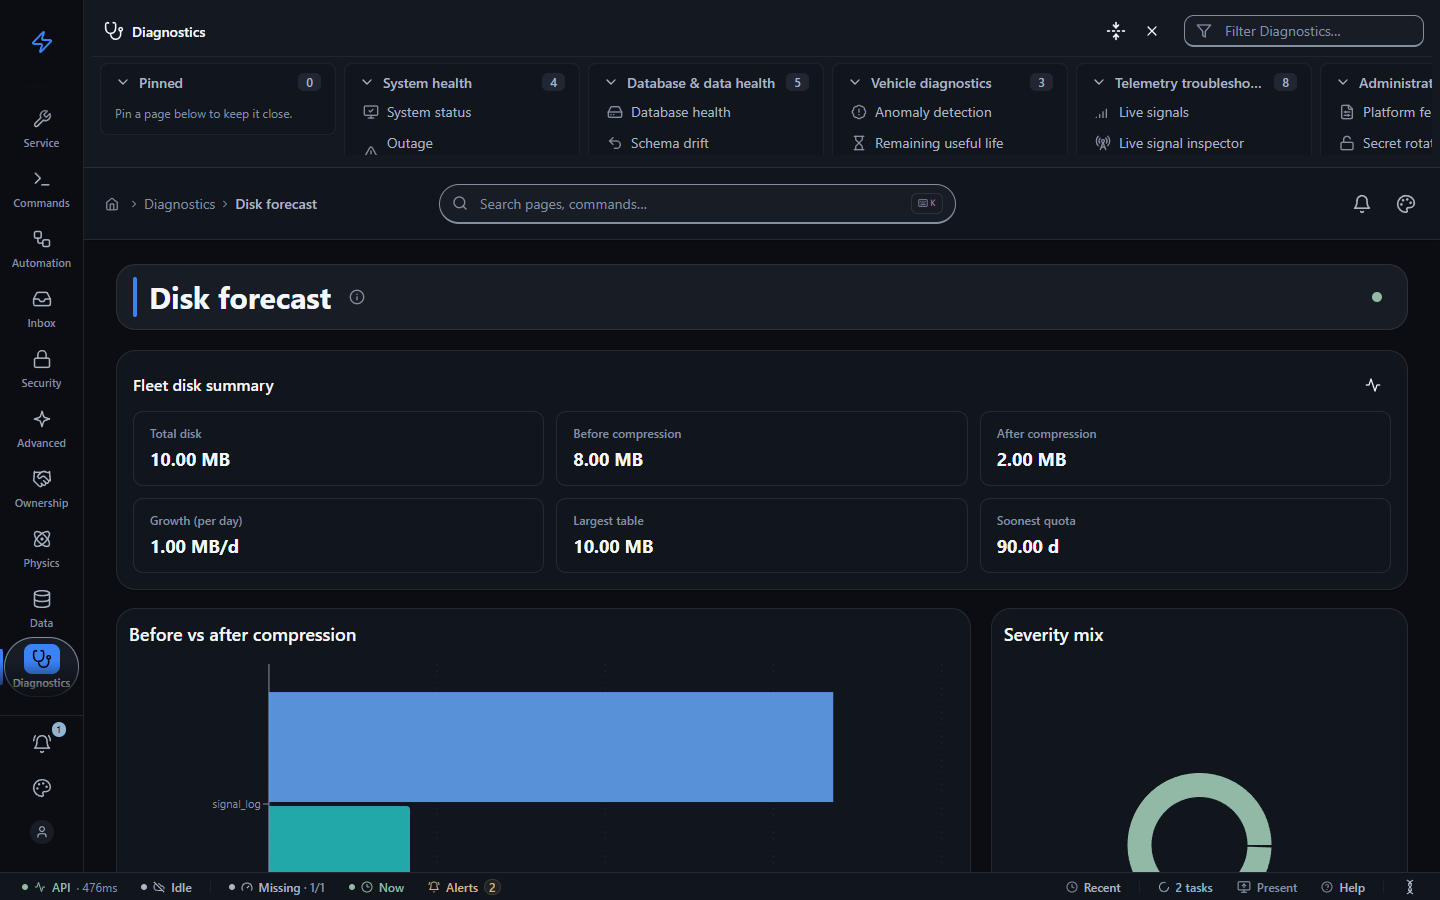 Diagnostics
Filter Diagnostics...
Pinned 0
Pin a page below to keep it close.
System health 4
System status
Outage
Database & data health 5
Database health
Schema drift
Vehicle diagnostics 3
Anomaly detection
Remaining useful life
Telemetry troublesho... 8
Live signals
Live signal inspector
Administrat
Platform fe
Secret rotat
Service
Commands
Automation
Inbox
Security
Advanced
Ownership
Physics
Data
Diagnostics
1
Diagnostics
Disk forecast
Search pages, commands...
K
Disk forecast
Fleet disk summary
Total disk
10.00 MB
Before compression
8.00 MB
After compression
2.00 MB
Growth (per day)
1.00 MB/d
Largest table
10.00 MB
Soonest quota
90.00 d
Before vs after compression
signal_log
Severity mix
API · 476ms
Idle
Missing · 1/1
Now
Alerts 2
Recent
2 tasks
Present
Help